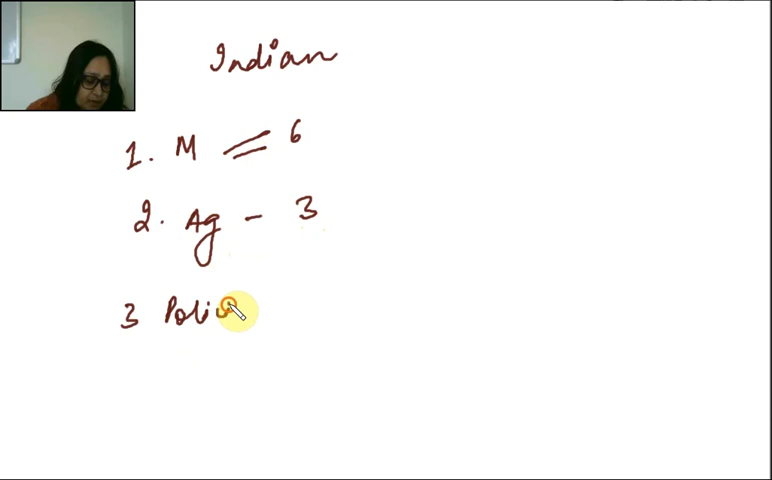 Indian
1. M = 6
2. Ag - 3
3 Poli